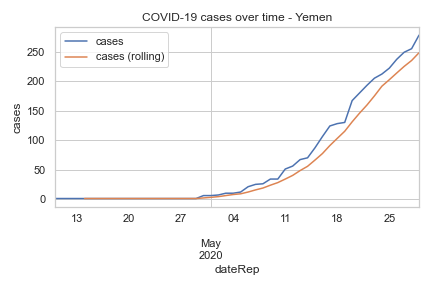 COVID-19 cases over time - Yemen
cases
cases (rolling)
cases
250
200
150
100
50
0
13 20 27 04 11 18 25
May
2020
dateRep